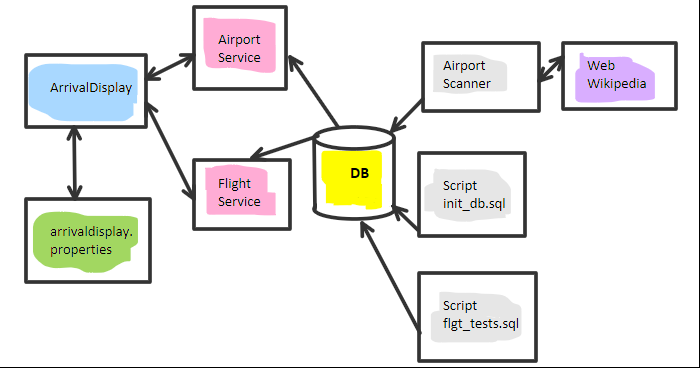 Airport
Service
ArrivalDisplay
Airport
Scanner
Web
Wikipedia
DB
Flight
Service
Script
init_db.sql
arrivaldisplay.
properties
Script
flgt_tests.sql